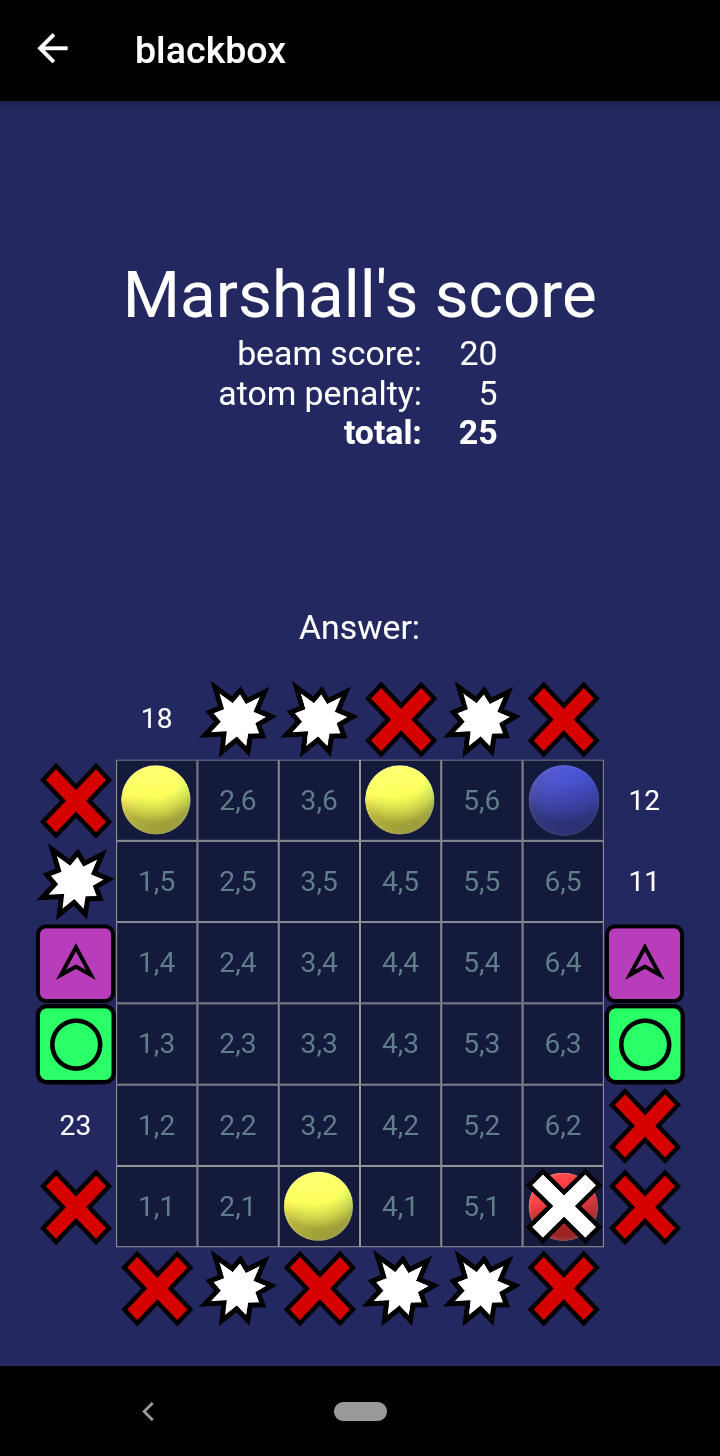 blackbox
Marshall's score
beam score: 20
atom penalty: 5
total: 25
Answer:
18
2,6 3,6 5,6 12
1,5 2,5 3,5 4,5 5,5 6,5 11
1,4 2,4 3,4 4,4 5,4 6,4
1,3 2,3 3,3 4,3 5,3 6,3
23 1,2 2,2 3,2 4,2 5,2 6,2
1,1 2,1 4,1 5,1